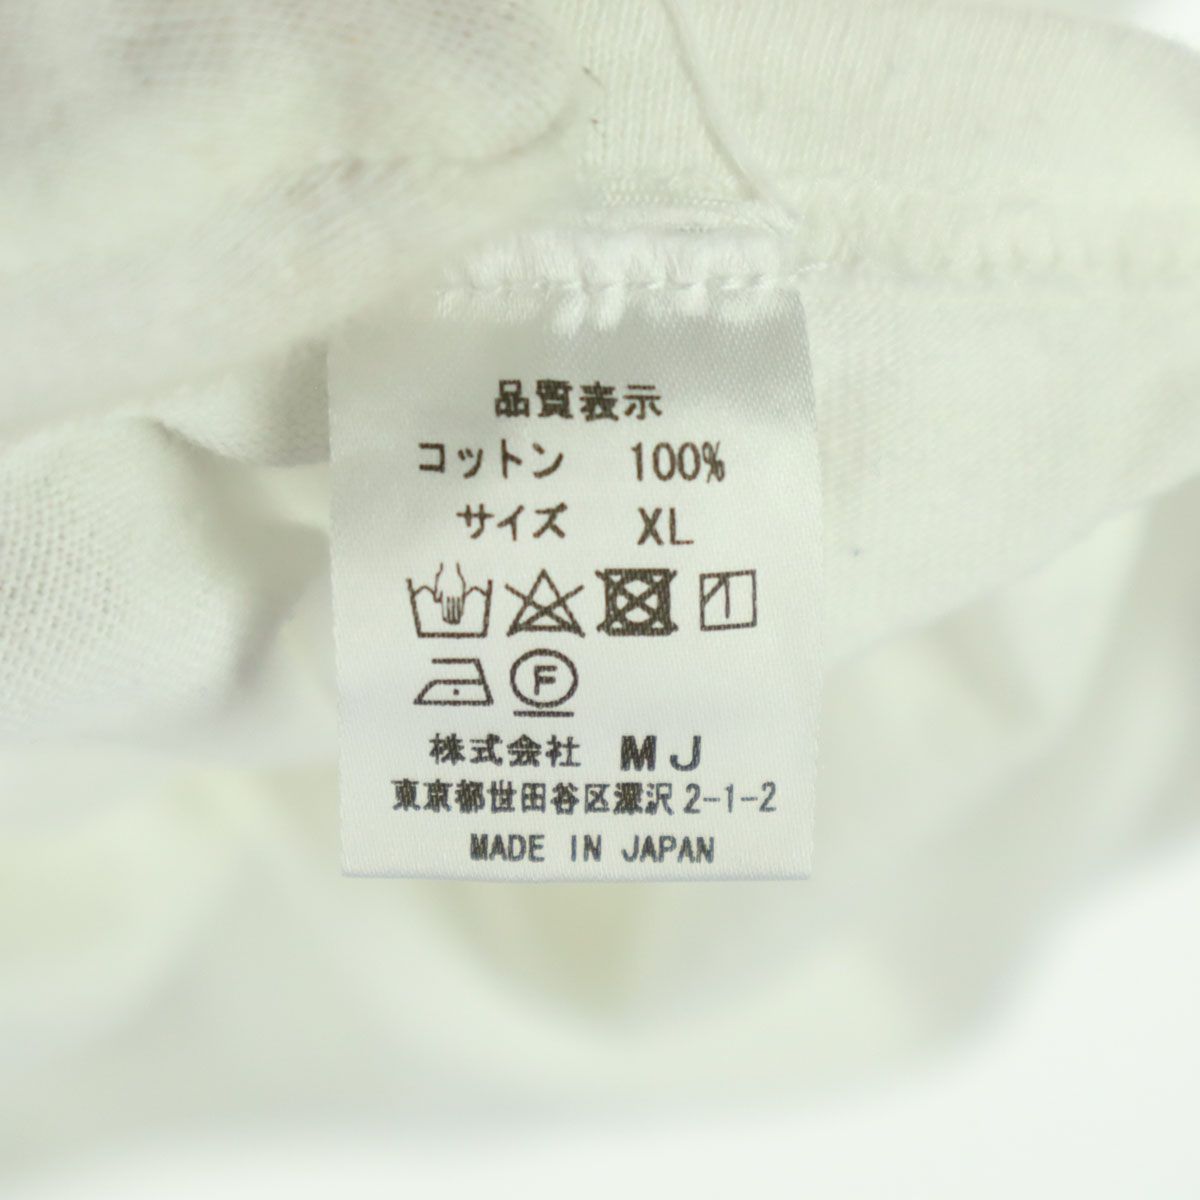 品質表示
コットン 100%
サイズ XL
F
株式会社 MJ
東京都世田谷区深沢2-1-2
MADE IN JAPAN